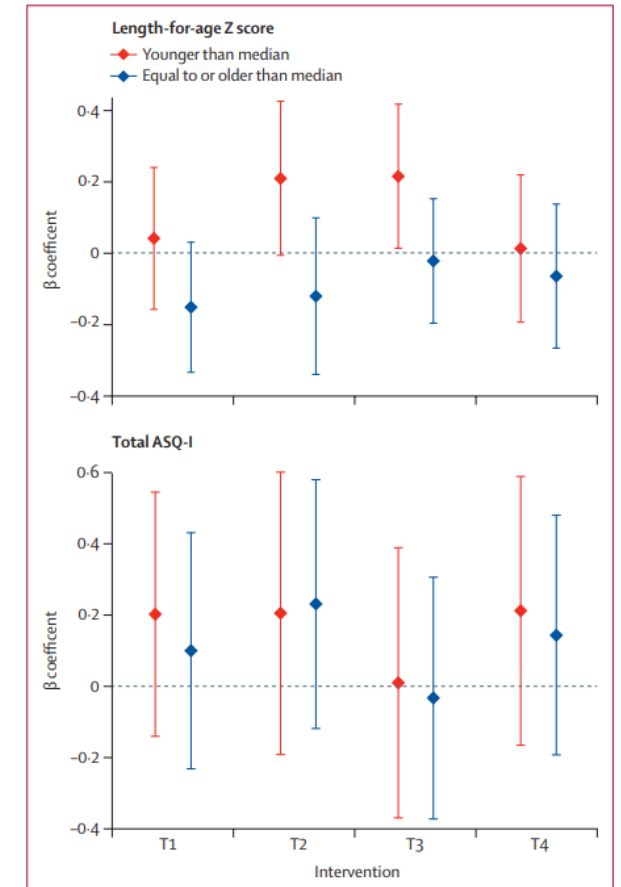 Length-for-age Z score
Younger than median
Equal to or older than median
0·4
0·2
0
–0·2
–0·4
β coefficent
Total ASQ-I
0·6
0·4
0·2
0
–0·2
–0·4
β coefficent
T1 T2 T3 T4
Intervention